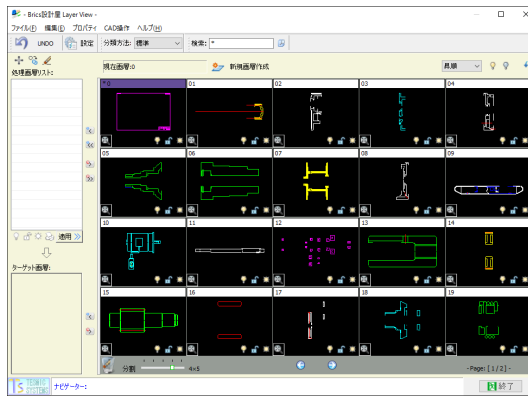 - Brics設計量 Layer View -
ファイル(F) 編集(E) プロパティ CAD操作 ヘルプ(H)
UNDO 設定 分類方法: 標準 検索: *
処理画層リスト:
現在画層:0 新規画層作成 昇順
* 0 01 02 03 04
05 06 07 08 09
10 11 12 13 14
15 16 17 18 19
適用
ターゲット画層:
分割 4×5 -Page: [ 1 / 2 ] -
TECNO SYSTEMS ナビゲーター: 終了